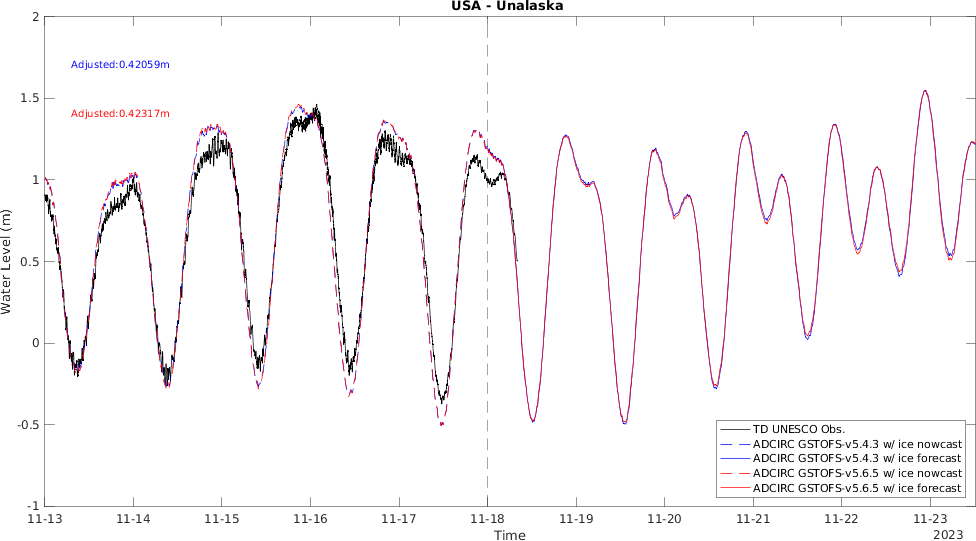 USA - Unalaska
2
Adjusted:0.42059m
1.5
Adjusted:0.42317m
1
Water Level (m)
0.5
0
-0.5
-1
TD UNESCO Obs.
ADCIRC GSTOFS-v5.4.3 w/ ice nowcast
ADCIRC GSTOFS-v5.4.3 w/ ice forecast
ADCIRC GSTOFS-v5.6.5 w/ ice nowcast
ADCIRC GSTOFS-v5.6.5 w/ ice forecast
11-13 11-14 11-15 11-16 11-17 11-18 11-19 11-20 11-21 11-22 11-23
Time
2023